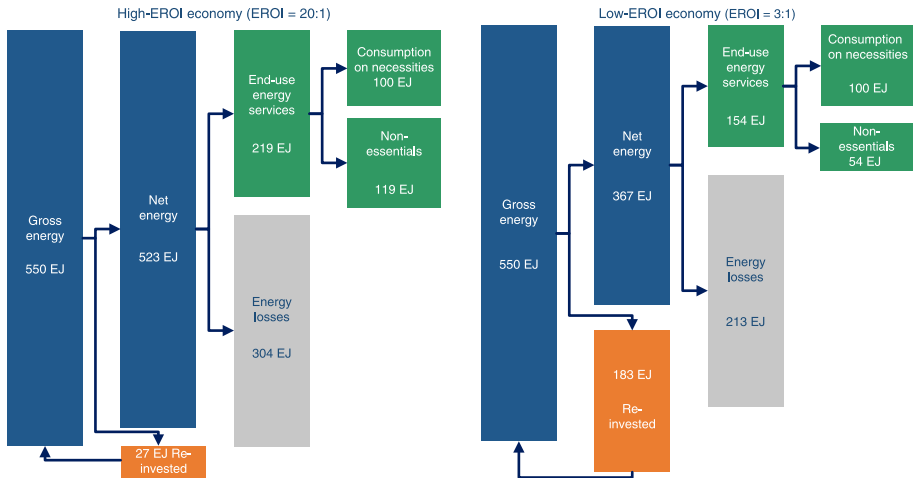 High-EROI economy (EROI = 20:1)
Gross
energy
550 EJ
Net
energy
523 EJ
27 EJ Re-
invested
End-use
energy
services
219 EJ
Energy
losses
304 EJ
Consumption
on necessities
100 EJ
Non-
essentials
119 EJ
Low-EROI economy (EROI = 3:1)
Gross
energy
550 EJ
Net
energy
367 EJ
183 EJ
Re-
invested
End-use
energy
services
154 EJ
Energy
losses
213 EJ
Consumption
on necessities
100 EJ
Non-
essentials
54 EJ